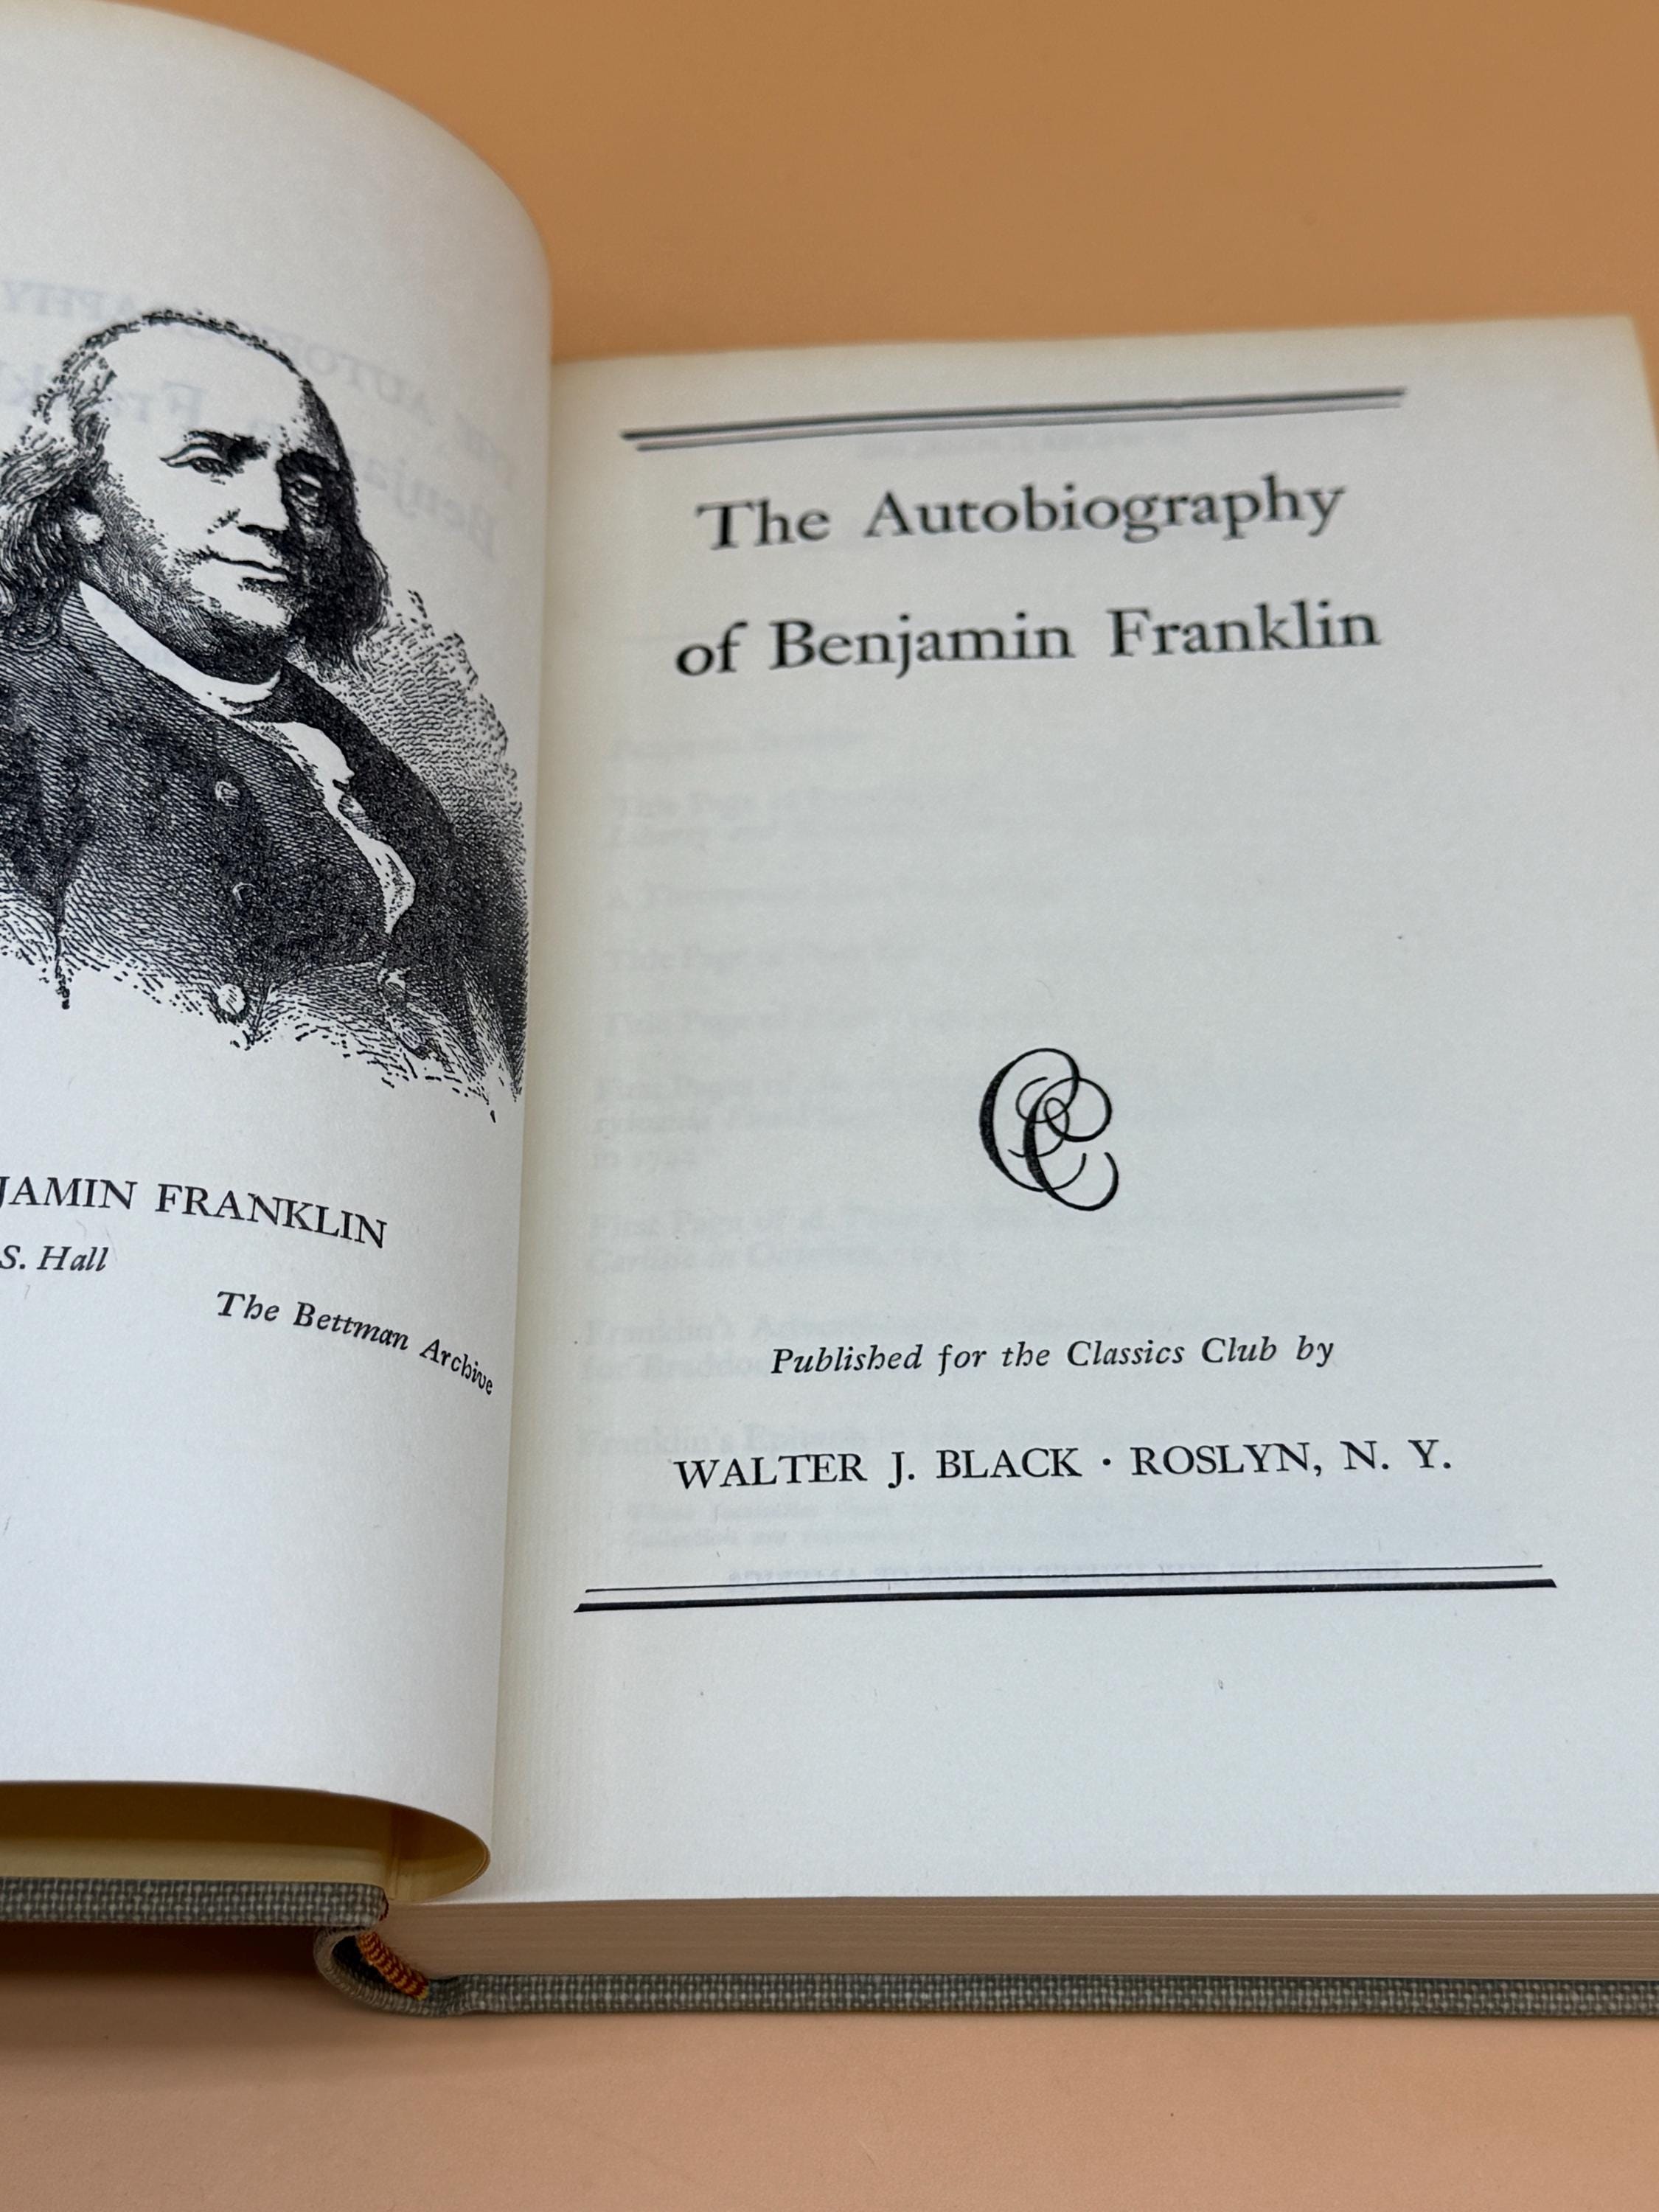 JAMIN FRANKLIN
S. Hall
The Bettman Archive
The Autobiography
of Benjamin Franklin
CC
Published for the Classics Club by
WALTER J. BLACK · ROSLYN, N. Y.